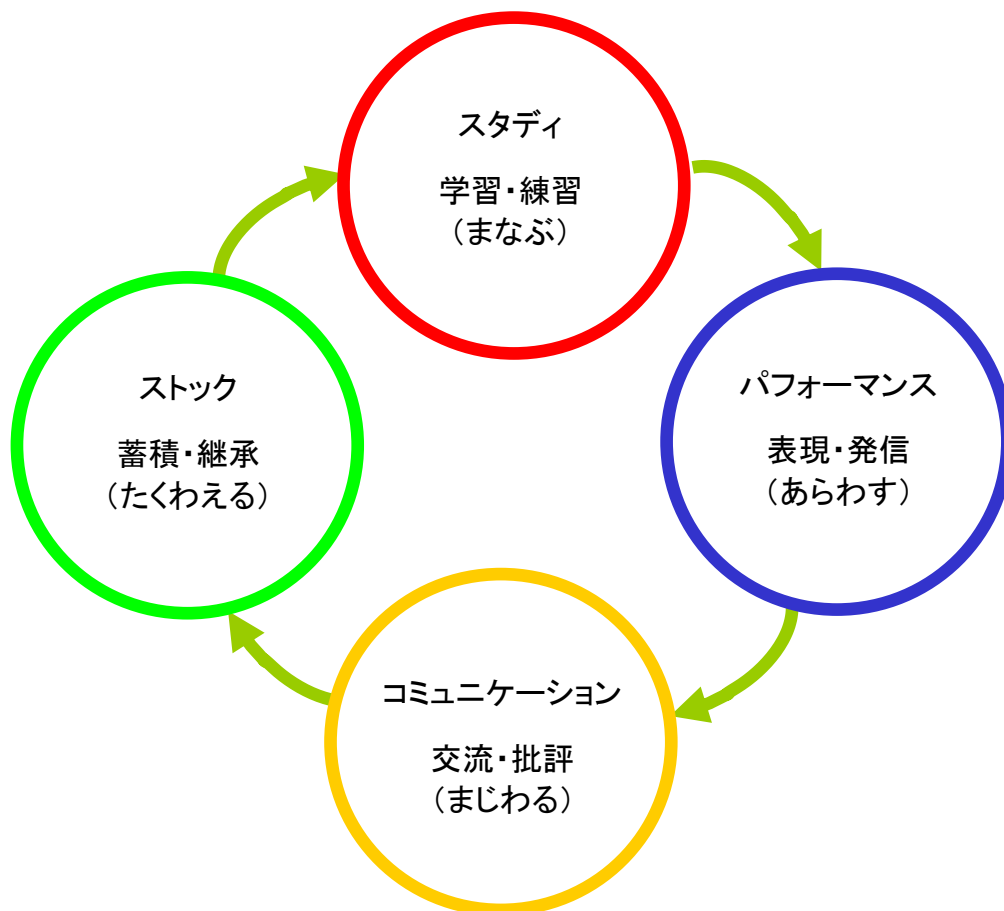 スタディ
学習・練習
（まなぶ）
パフォーマンス
表現・発信
（あらわす）
コミュニケーション
交流・批評
（まじわる）
ストック
蓄積・継承
（たくわえる）